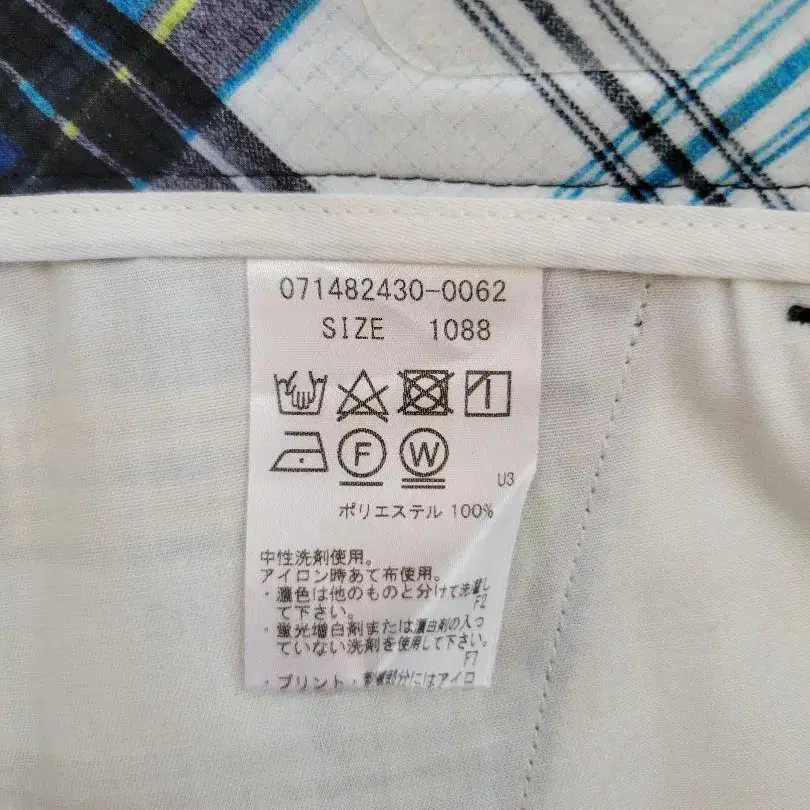 071482430-0062
SIZE 1088
F W
U3
ポリエステル 100%
中性洗剤使用。
アイロン時あて布使用。
・濃色は他のものと分けて洗濯し
て下さい。
F2
・蛍光増白剤または漂白剤の入っ
ていない洗剤を使用して下さい。
F7
・プリント・刺繍部分にはアイロ